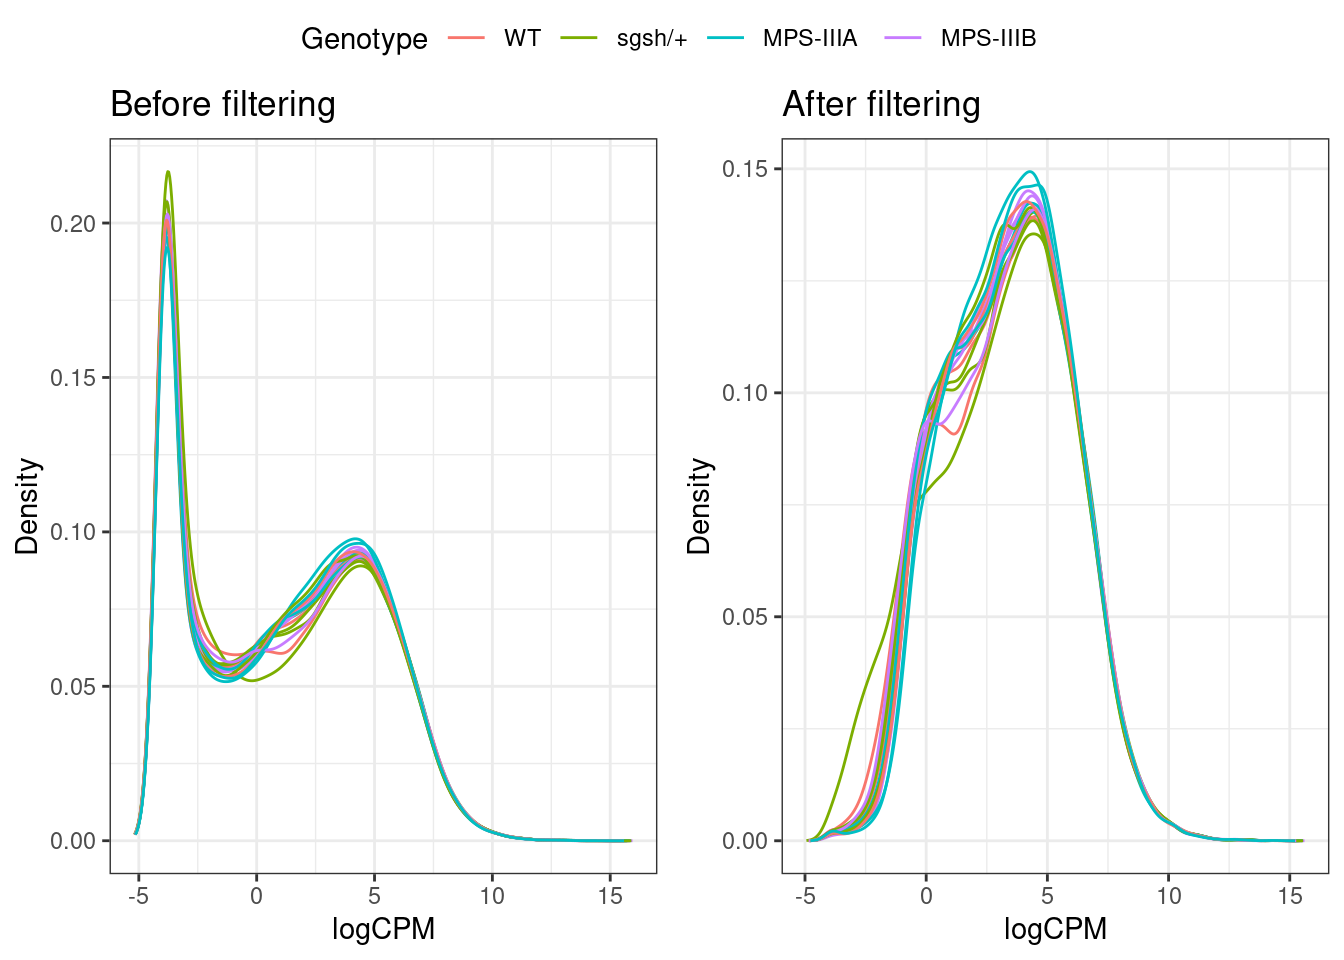 Genotype WT sgsh/+ MPS-IIIA MPS-IIIB
Before filtering
Density
0.20
0.15
0.10
0.05
0.00
-5 0 5 10 15
logCPM
After filtering
Density
0.15
0.10
0.05
0.00
-5 0 5 10 15
logCPM